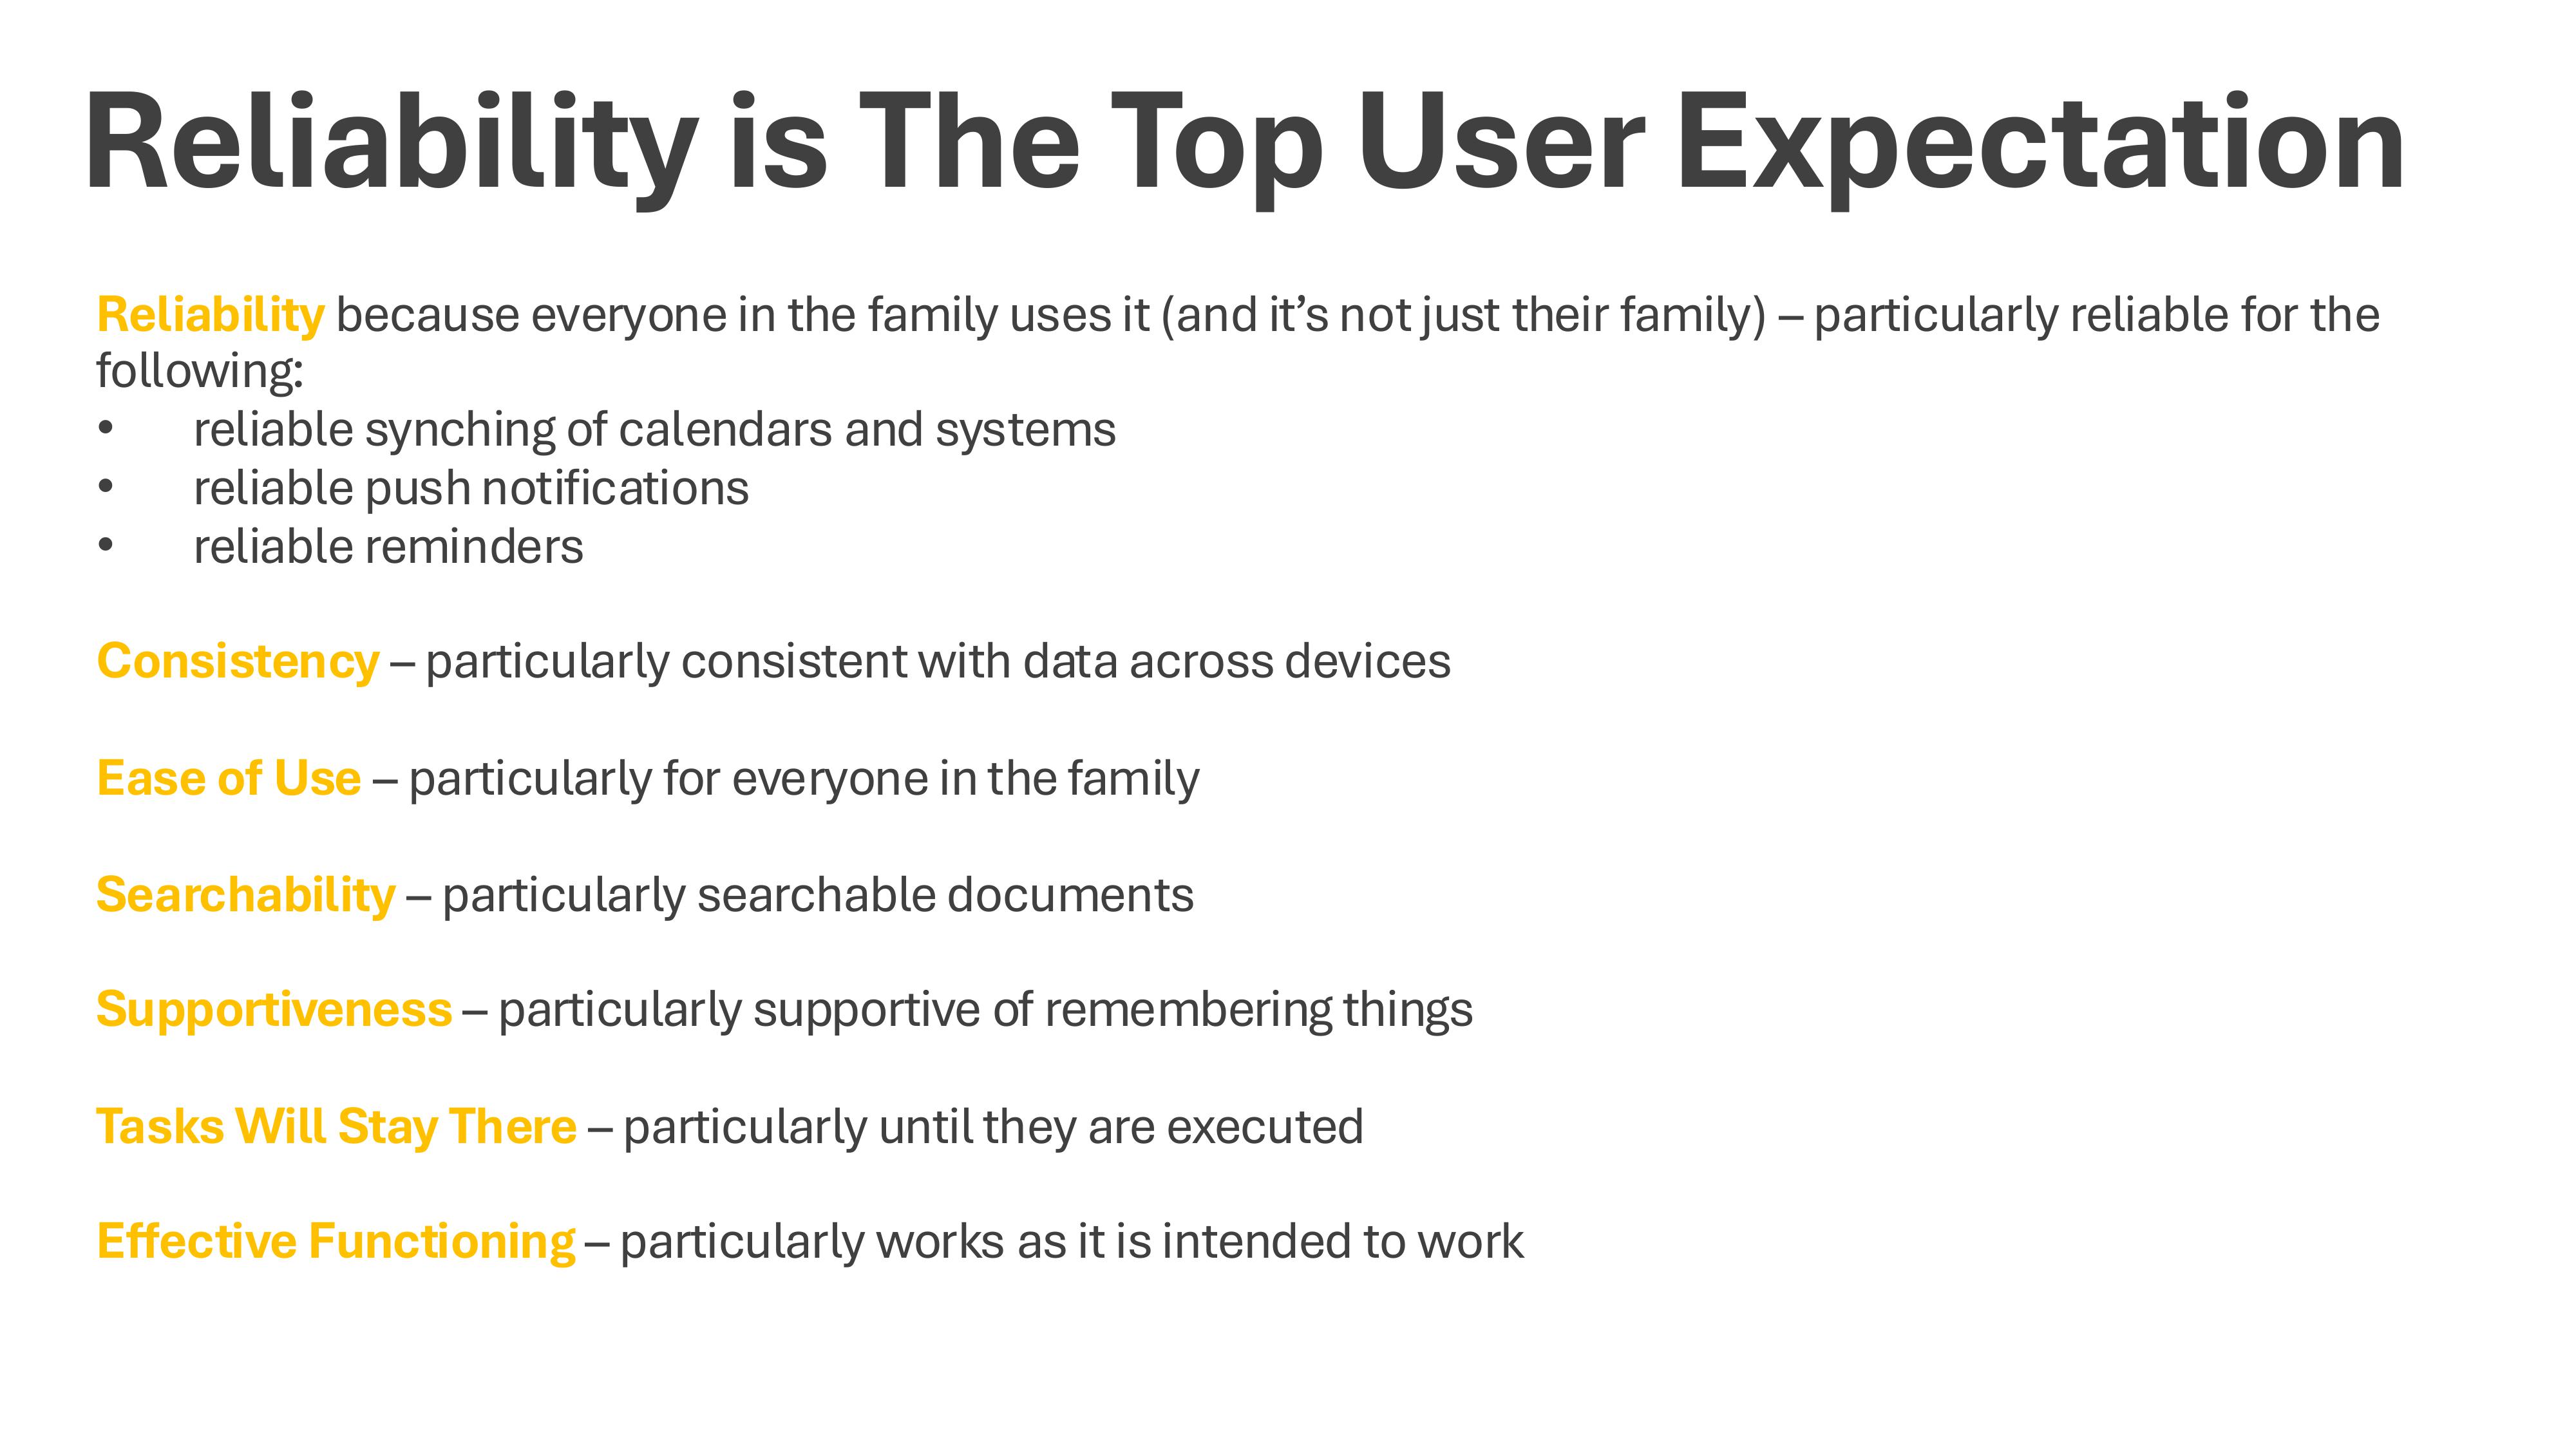 Reliability is The Top User Expectation
Reliability because everyone in the family uses it (and it’s not just their family) – particularly reliable for the
following:
• reliable synching of calendars and systems
• reliable push notifications
• reliable reminders
Consistency – particularly consistent with data across devices
Ease of Use – particularly for everyone in the family
Searchability – particularly searchable documents
Supportiveness – particularly supportive of remembering things
Tasks Will Stay There – particularly until they are executed
Effective Functioning – particularly works as it is intended to work